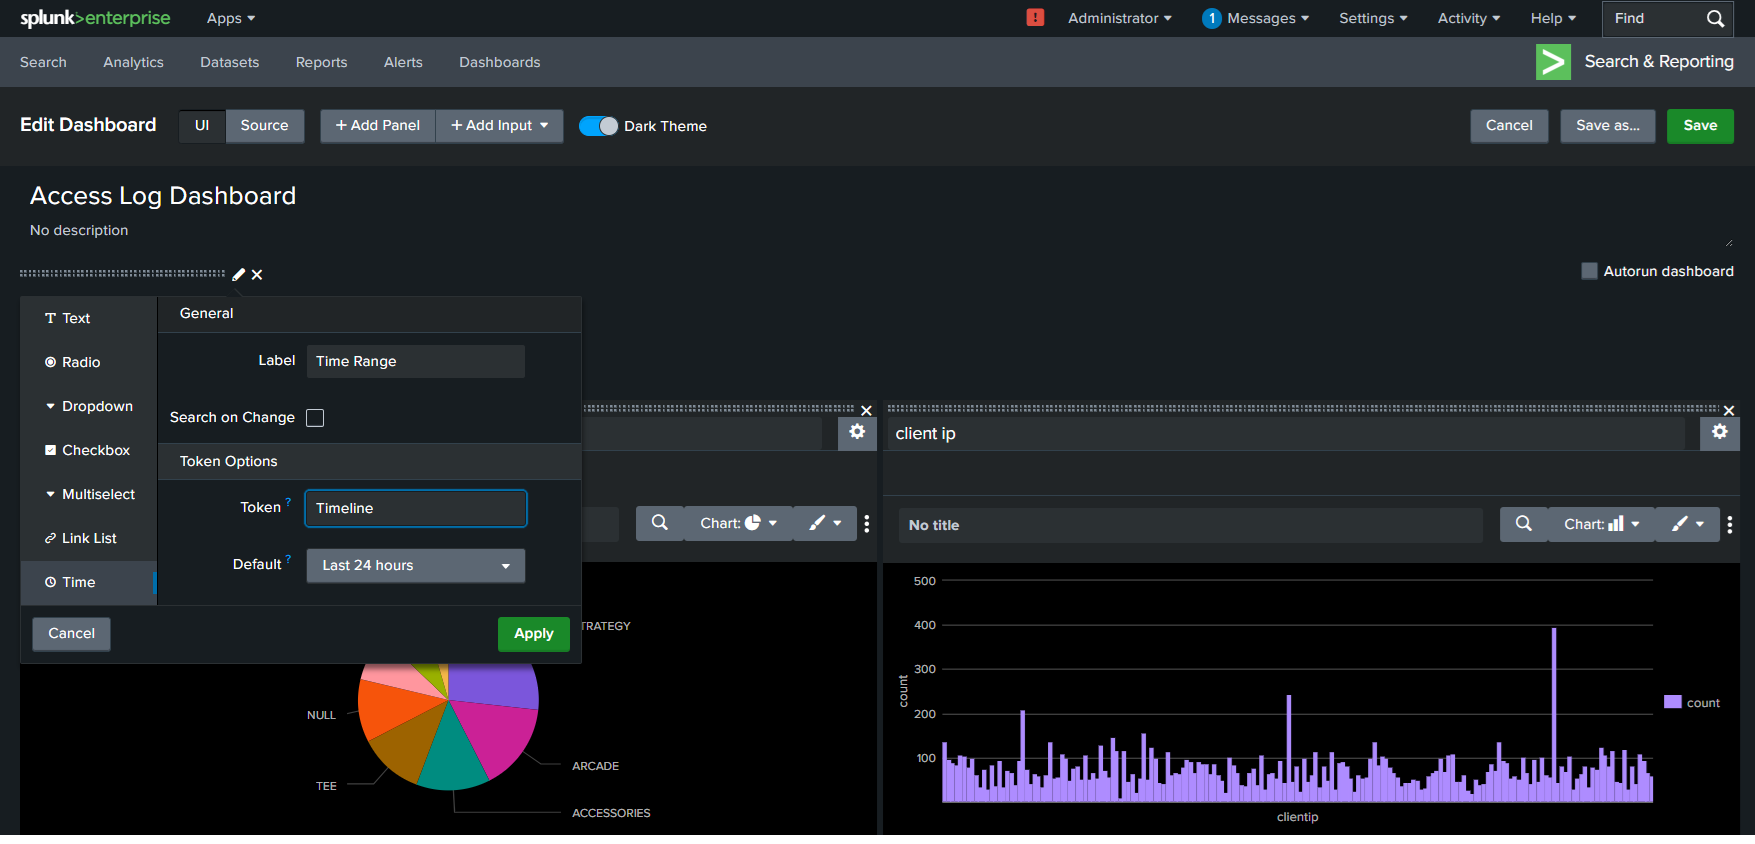 splunk>enterprise Apps Administrator 1 Messages Settings Activity Help Find
Search Analytics Datasets Reports Alerts Dashboards Search & Reporting
Edit Dashboard UI Source + Add Panel + Add Input Dark Theme Cancel Save as... Save
Access Log Dashboard
No description
Autorun dashboard
Text
Radio
Dropdown
Checkbox
Multiselect
Link List
Time
General
Label Time Range
Search on Change
Token Options
Token ? Timeline
Default ? Last 24 hours
Cancel Apply
Chart:
TRATEGY
NULL
TEE
ARCADE
ACCESSORIES
client ip
No title Chart:
500
400
300
200
100
count
clientip
count